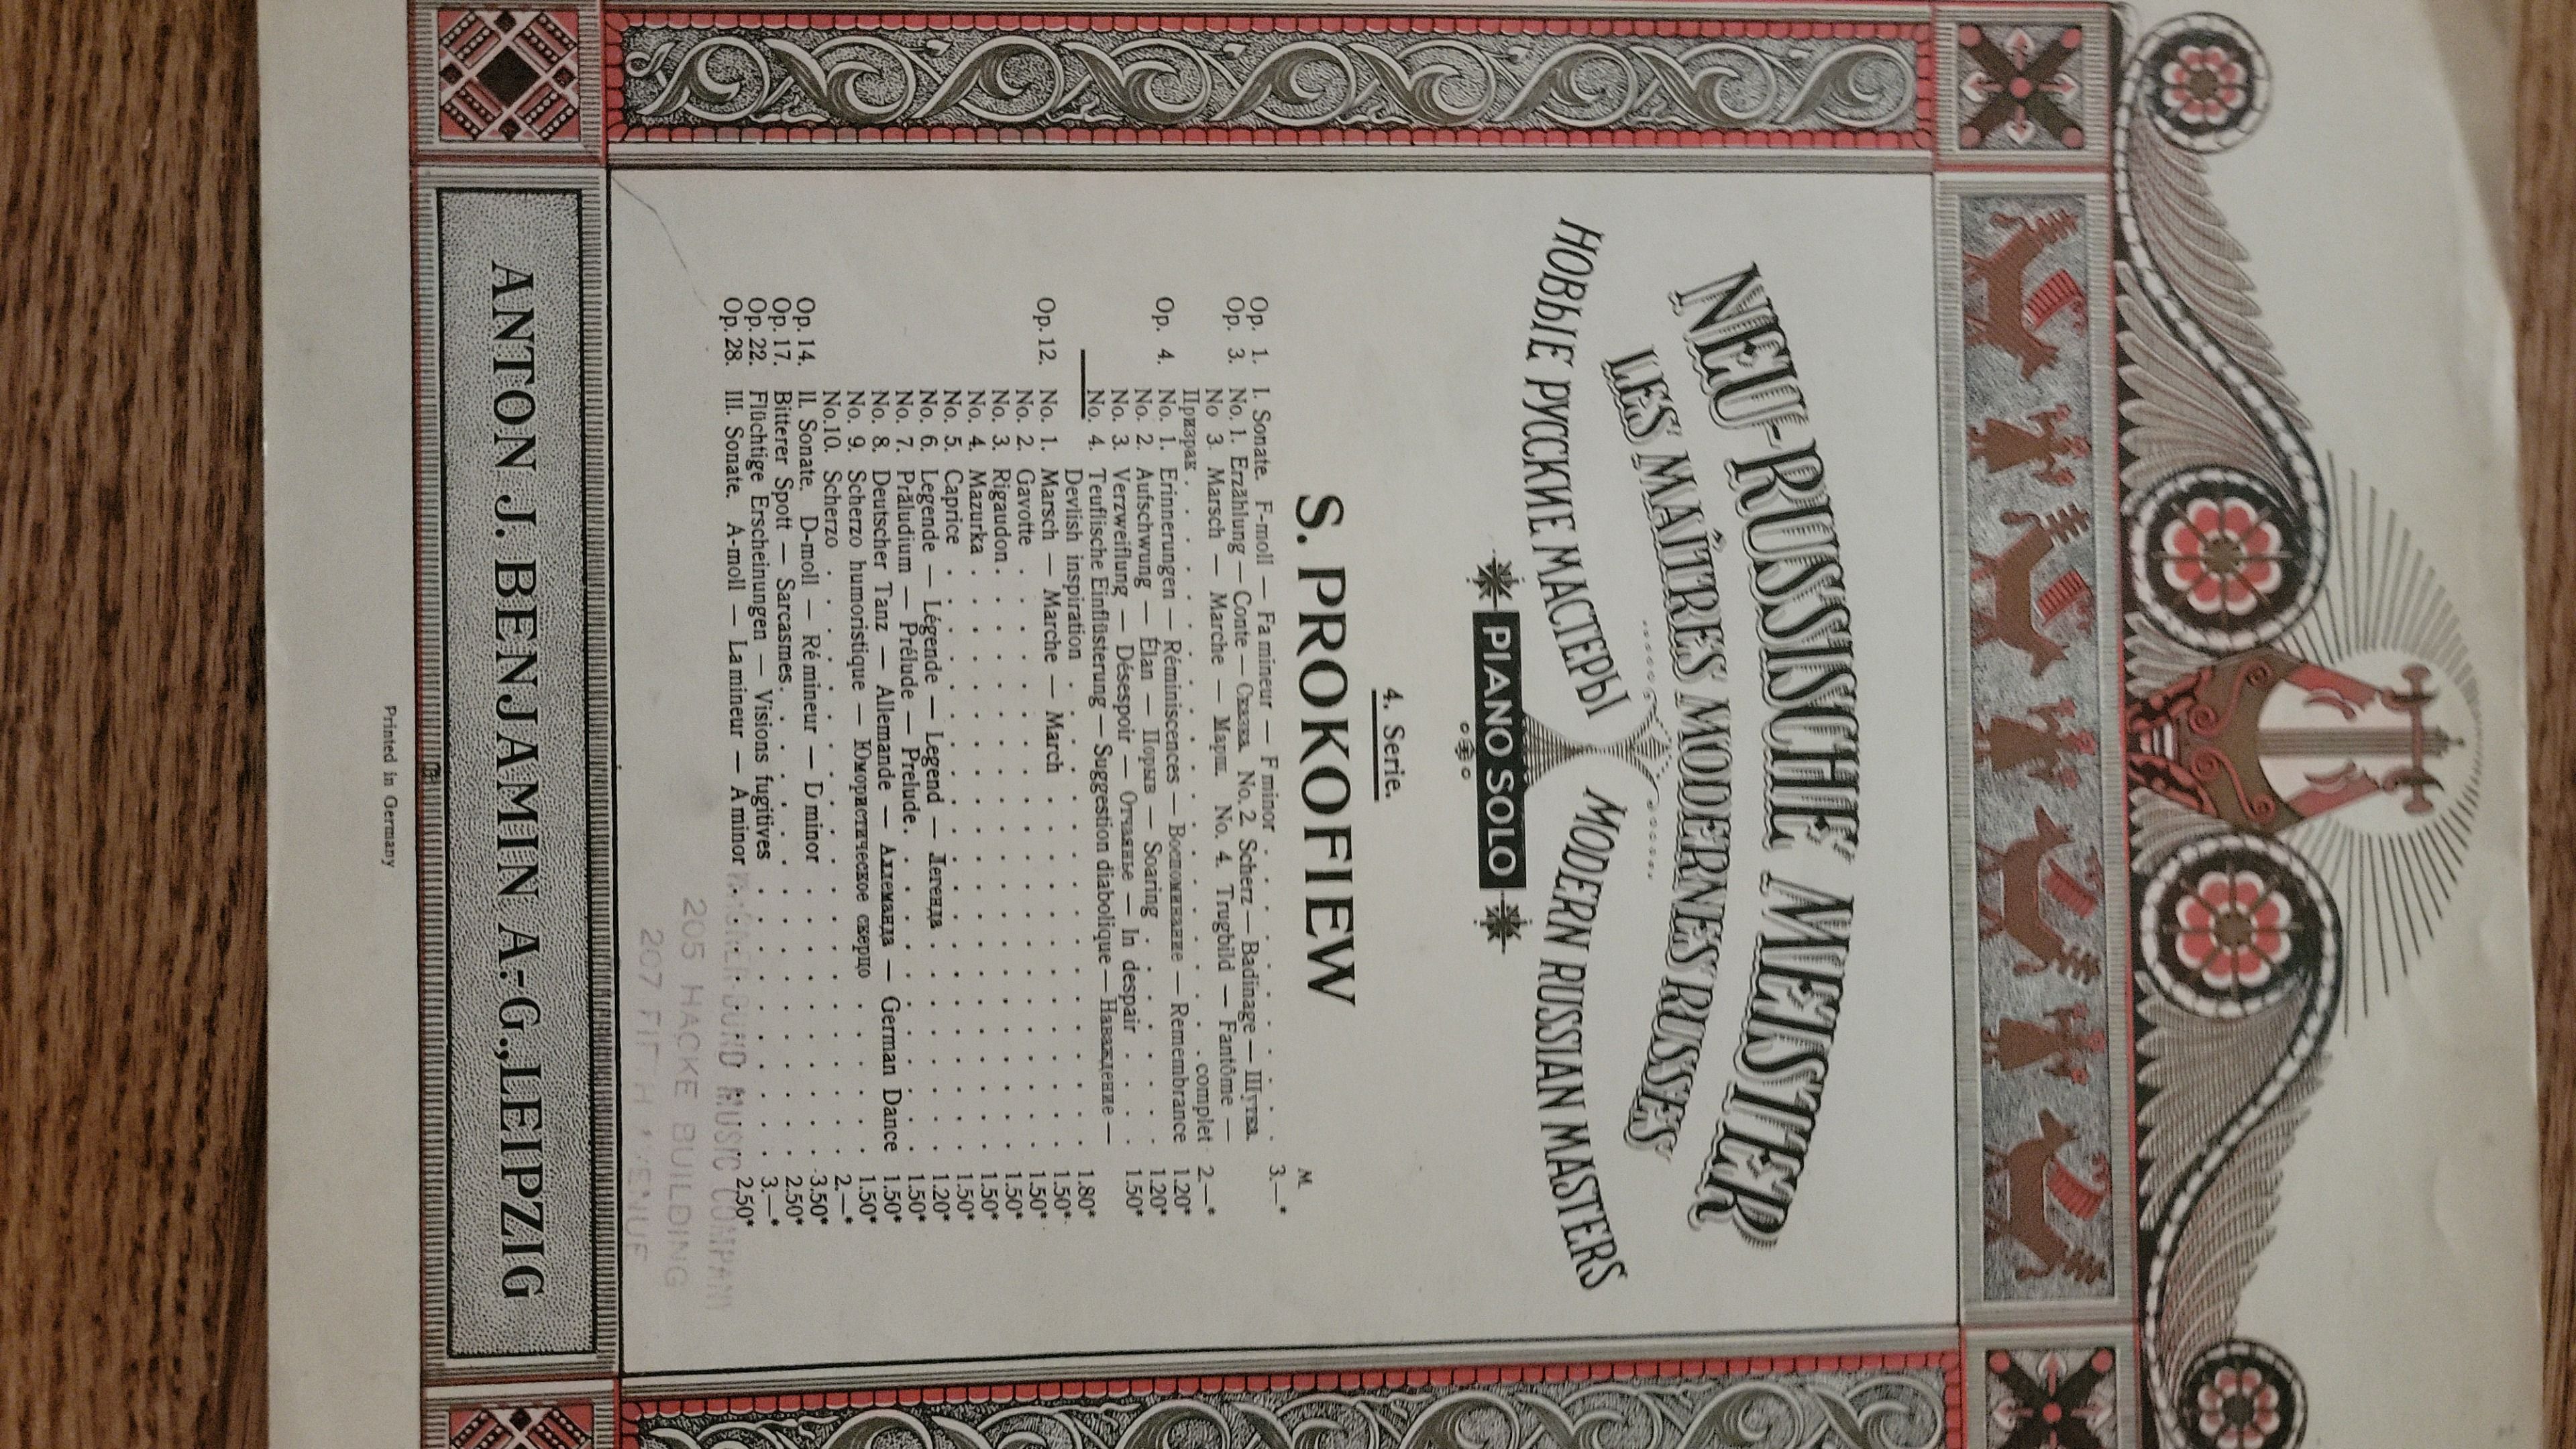 NEU-RUSSISCHE MEISTER
LES MAÎTRES MODERNES RUSSES
НОВЫЕ РУССКИЕ МАСТЕРЫ MODERN RUSSIAN MASTERS
PIANO SOLO
4. Serie.
S. PROKOFIEW
M
Op. 1. I. Sonate. F-moll — Fa mineur — F minor . . . . . . . . 3.—*
Op. 3. No. 1. Erzählung — Conte — Сказка. No. 2. Scherz — Badinage — Шутка.
No 3. Marsch — Marche — Марш. No. 4. Trugbild — Fantôme —
Призрак . . . . . . . . . . . . complet 2.—*
Op. 4. No. 1. Erinnerungen — Réminiscences — Воспоминание — Remembrance 1.20*
No. 2. Aufschwung — Élan — Порыв — Soaring . . . . . . 1.20*
No. 3. Verzweiflung — Désespoir — Отчаянье — In despair . . . . 1.50*
No. 4. Teuflische Einflüsterung — Suggestion diabolique — Наваждение —
Devlish inspiration . . . . . . . . . . 1.80*
Op. 12. No. 1. Marsch — Marche — March . . . . . . . . . 1.50*
No. 2. Gavotte . . . . . . . . . . . . 1.50*
No. 3. Rigaudon . . . . . . . . . . . . 1.50*
No. 4. Mazurka . . . . . . . . . . . . 1.50*
No. 5. Caprice . . . . . . . . . . . . 1.50*
No. 6. Legende — Légende — Legend — Легенда . . . . . . 1.20*
No. 7. Präludium — Prélude — Prelude . . . . . . . . 1.50*
No. 8. Deutscher Tanz — Allemande — Аллеманда — German Dance 1.50*
No. 9. Scherzo humoristique — Юмористическое скерцо . . . . 1.50*
No. 10. Scherzo . . . . . . . . . . . . 2.—*
Op. 14. II. Sonate. D-moll — Ré mineur — D minor . . . . . . . 3.50*
Op. 17. Bitterer Spott — Sarcasmes . . . . . . . . . . 2.50*
Op. 22. Flüchtige Erscheinungen — Visions fugitives . . . . . . . 3.—*
Op. 28. III. Sonate. A-moll — La mineur — A minor . . . . . . . 2.50*
MUSIC COMPANY
205 HACKE BUILDING
207 FIFTH AVENUE
ANTON J. BENJAMIN A.-G., LEIPZIG
Printed in Germany